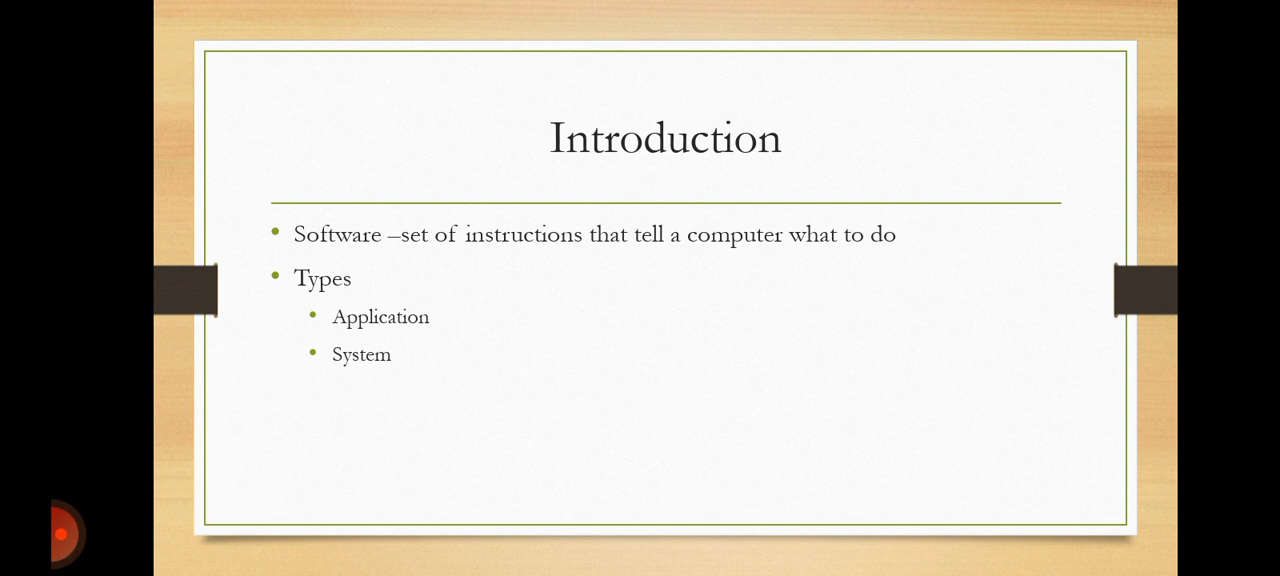 Introduction
Software –set of instructions that tell a computer what to do
Types
Application
System